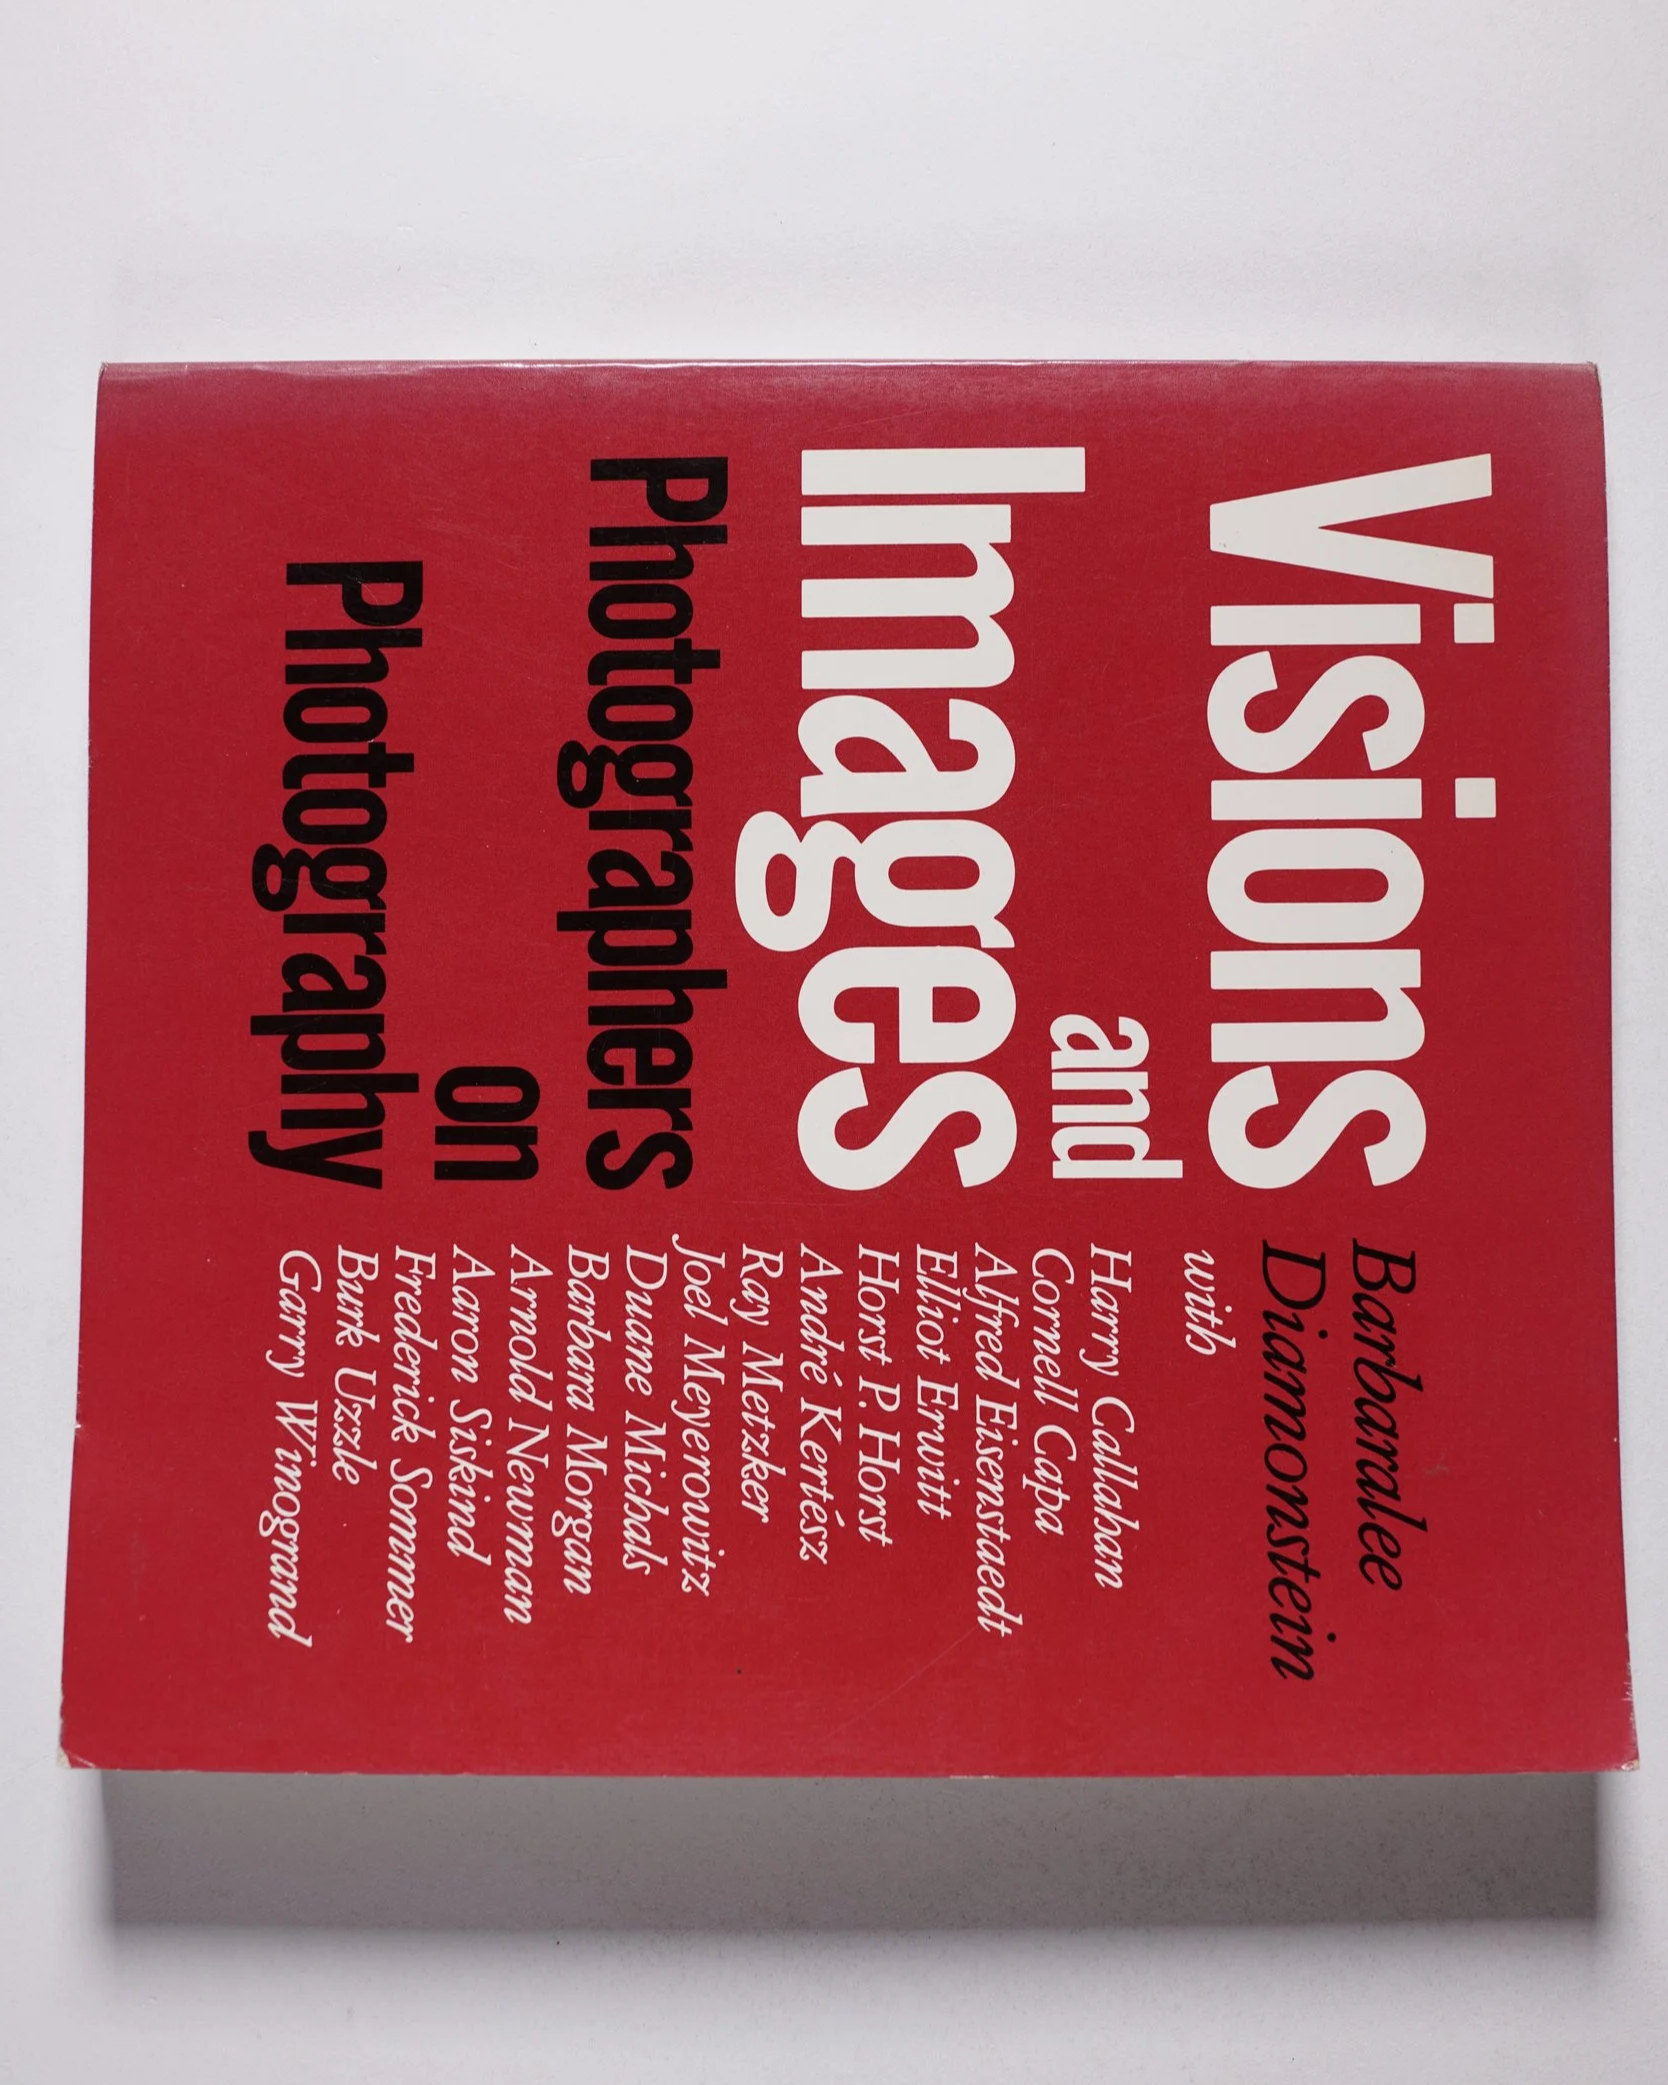 Visions
and
Images
Photographers
on
Photography
Barbaralee
Diamonstein
with
Harry Callahan
Cornell Capa
Alfred Eisenstaedt
Elliot Erwitt
Horst P. Horst
André Kertész
Ray Metzker
Joel Meyerowitz
Duane Michals
Barbara Morgan
Arnold Newman
Aaron Siskind
Frederick Sommer
Burk Uzzle
Garry Winogrand